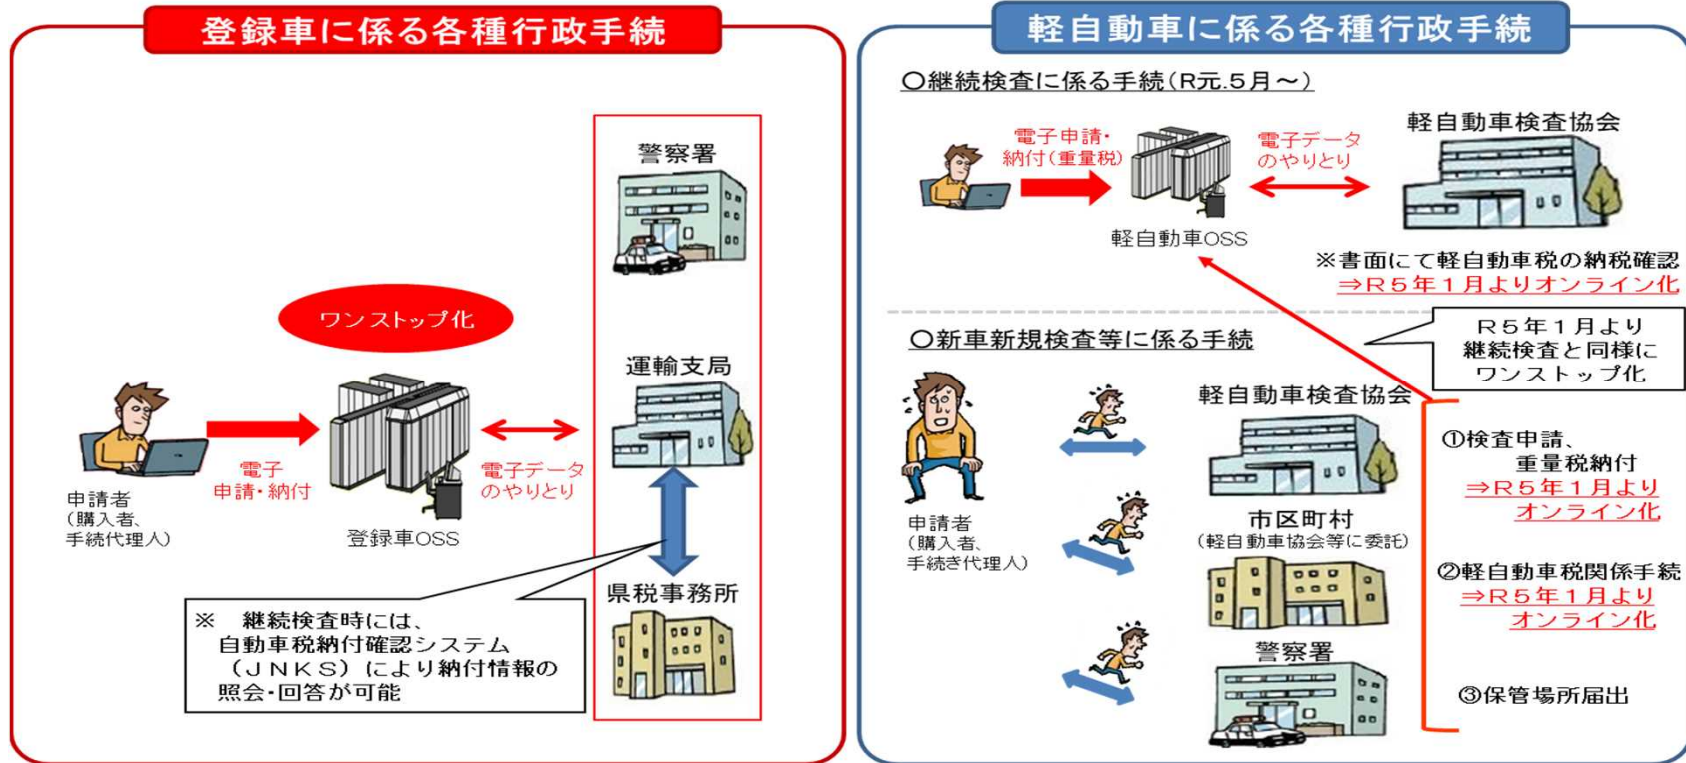 登録車に係る各種行政手続
警察署
ワンストップ化
運輸支局
電子
申請・納付
電子データ
のやりとり
申請者
(購入者、
手続代理人)
登録車OSS
県税事務所
※　継続検査時には、
自動車税納付確認システム
(JNKS)により納付情報の
照会・回答が可能
軽自動車に係る各種行政手続
〇継続検査に係る手続(R元.5月～)
電子申請・
納付(重量税)
電子データ
のやりとり
軽自動車検査協会
軽自動車OSS
※書面にて軽自動車税の納税確認
⇒R5年1月よりオンライン化
R5年1月より
継続検査と同様に
ワンストップ化
〇新車新規検査等に係る手続
申請者
(購入者、
手続き代理人)
軽自動車検査協会
市区町村
(軽自動車協会等に委託)
警察署
①検査申請、
重量税納付
⇒R5年1月より
オンライン化
②軽自動車税関係手続
⇒R5年1月より
オンライン化
③保管場所届出